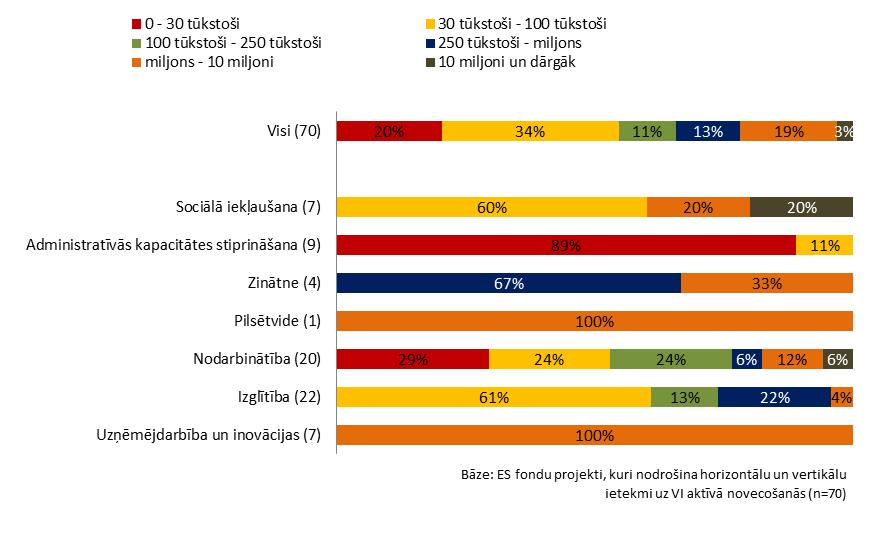 0 - 30 tūkstoši
30 tūkstoši - 100 tūkstoši
100 tūkstoši - 250 tūkstoši
250 tūkstoši - miljons
miljons - 10 miljoni
10 miljoni un dārgāk
Visi (70)
20% 34% 11% 13% 19% 3%
Sociālā iekļaušana (7)
60% 20% 20%
Administratīvās kapacitātes stiprināšana (9)
89% 11%
Zinātne (4)
67% 33%
Pilsētvide (1)
100%
Nodarbinātība (20)
29% 24% 24% 6% 12% 6%
Izglītība (22)
61% 13% 22% 4%
Uzņēmējdarbība un inovācijas (7)
100%
Bāze: ES fondu projekti, kuri nodrošina horizontālu un vertikālu
ietekmi uz VI aktīvā novecošanās (n=70)